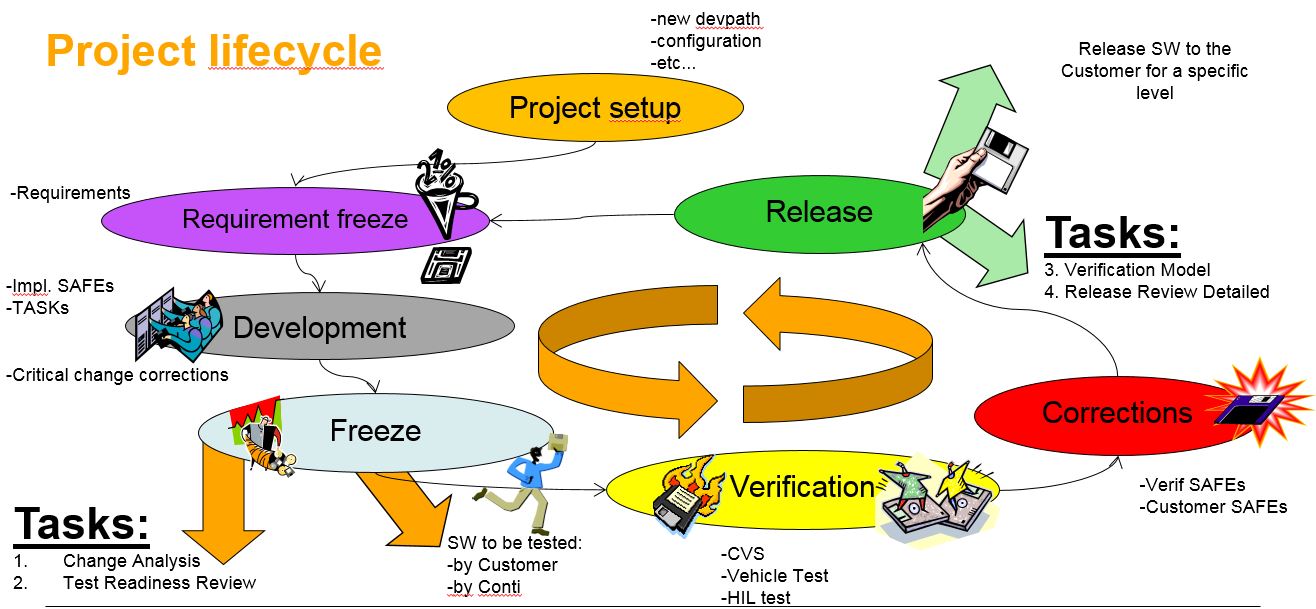 Project lifecycle
-new devpath
-configuration
-etc...
Project setup
Release SW to the
Customer for a specific
level
-Requirements
Requirement freeze
21%
Release
Tasks:
3. Verification Model
4. Release Review Detailed
-Impl. SAFEs
-TASKs
Development
-Critical change corrections
Freeze
Corrections
Verification
-Verif SAFEs
-Customer SAFEs
Tasks:
1. Change Analysis
2. Test Readiness Review
SW to be tested:
-by Customer
-by Conti
-CVS
-Vehicle Test
-HIL test